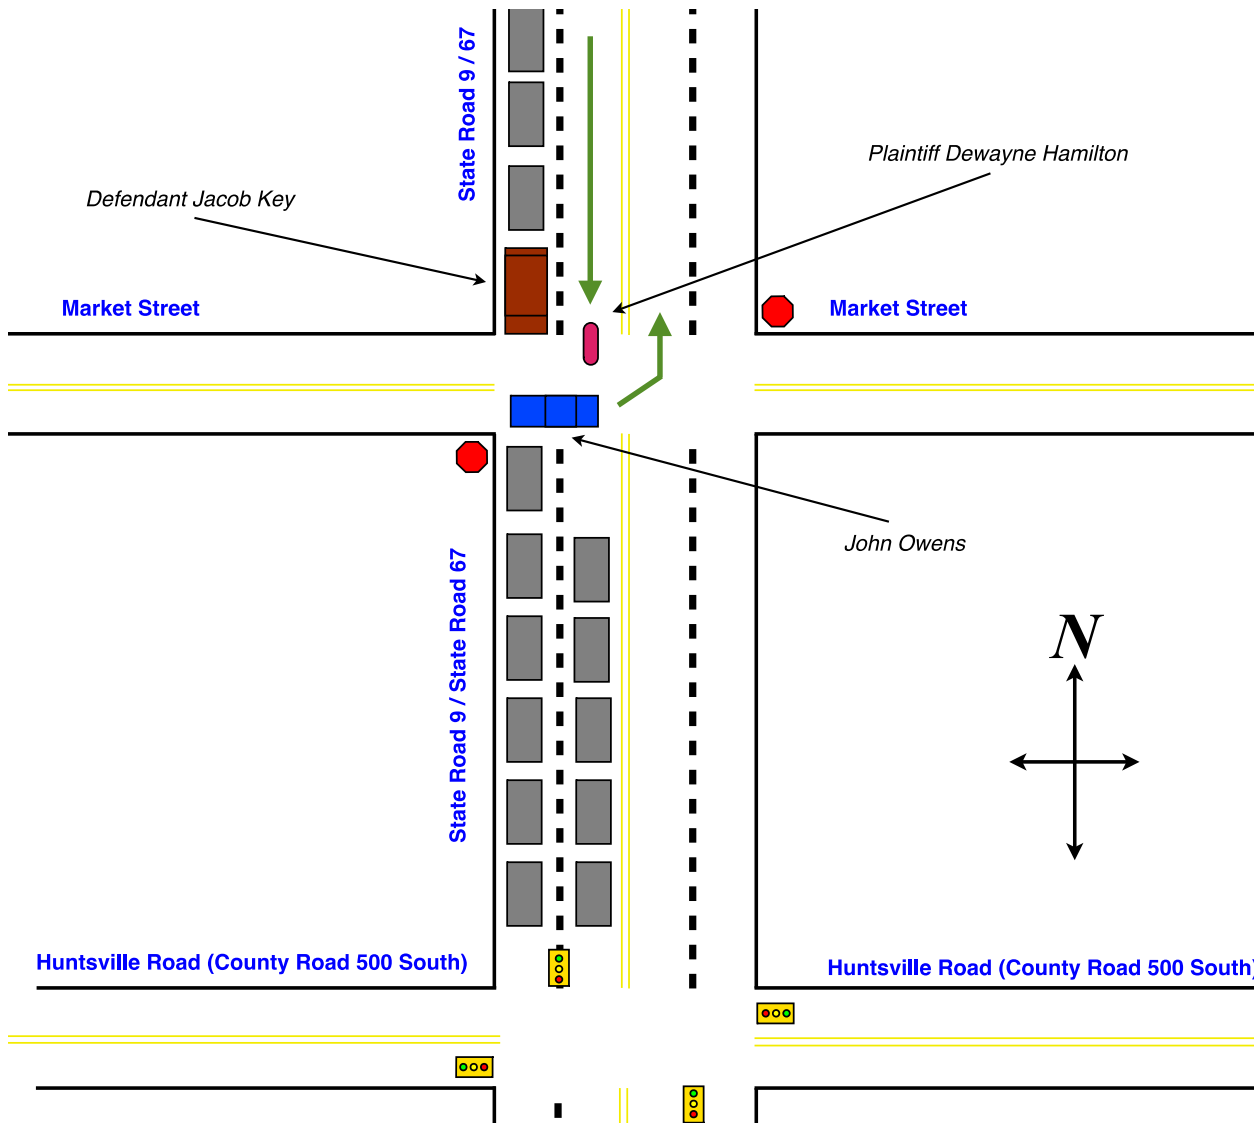 State Road 9 / 67
Plaintiff Dewayne Hamilton
Defendant Jacob Key
Market Street
Market Street
John Owens
State Road 9 / State Road 67
N
Huntsville Road (County Road 500 South)
Huntsville Road (County Road 500 South)